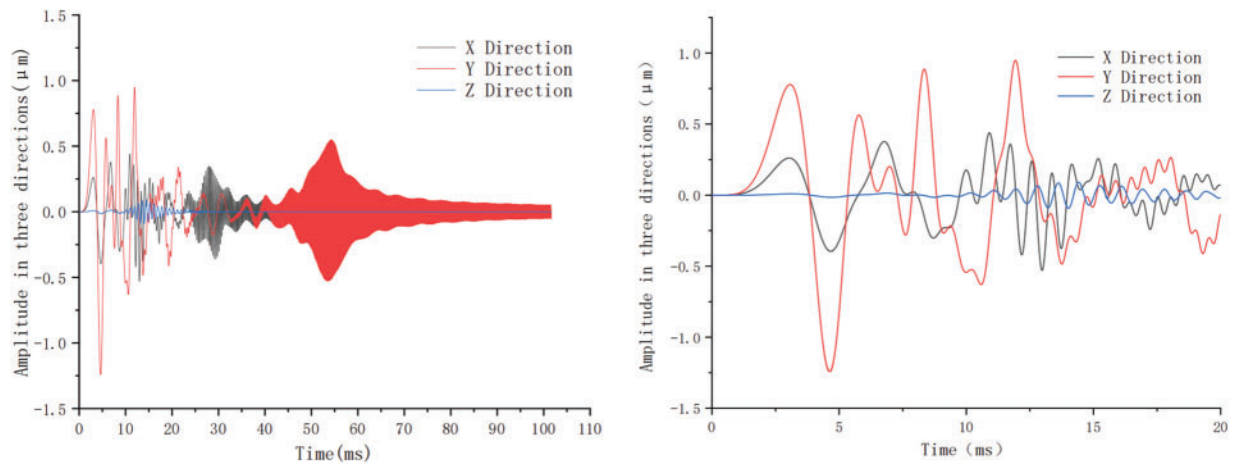 1.5
1.0
0.5
0.0
-0.5
-1.0
-1.5
Amplitude in three directions(μm)
X Direction
Y Direction
Z Direction
0 10 20 30 40 50 60 70 80 90 100 110
Time(ms)
1.0
0.5
0.0
-0.5
-1.0
-1.5
Amplitude in three directions (μm)
X Direction
Y Direction
Z Direction
0 5 10 15 20
Time (ms)